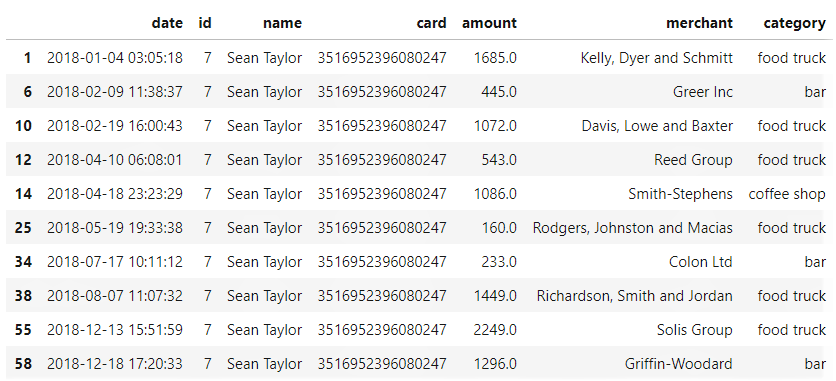 date id name card amount merchant category
1 2018-01-04 03:05:18 7 Sean Taylor 3516952396080247 1685.0 Kelly, Dyer and Schmitt food truck
6 2018-02-09 11:38:37 7 Sean Taylor 3516952396080247 445.0 Greer Inc bar
10 2018-02-19 16:00:43 7 Sean Taylor 3516952396080247 1072.0 Davis, Lowe and Baxter food truck
12 2018-04-10 06:08:01 7 Sean Taylor 3516952396080247 543.0 Reed Group food truck
14 2018-04-18 23:23:29 7 Sean Taylor 3516952396080247 1086.0 Smith-Stephens coffee shop
25 2018-05-19 19:33:38 7 Sean Taylor 3516952396080247 160.0 Rodgers, Johnston and Macias food truck
34 2018-07-17 10:11:12 7 Sean Taylor 3516952396080247 233.0 Colon Ltd bar
38 2018-08-07 11:07:32 7 Sean Taylor 3516952396080247 1449.0 Richardson, Smith and Jordan food truck
55 2018-12-13 15:51:59 7 Sean Taylor 3516952396080247 2249.0 Solis Group food truck
58 2018-12-18 17:20:33 7 Sean Taylor 3516952396080247 1296.0 Griffin-Woodard bar